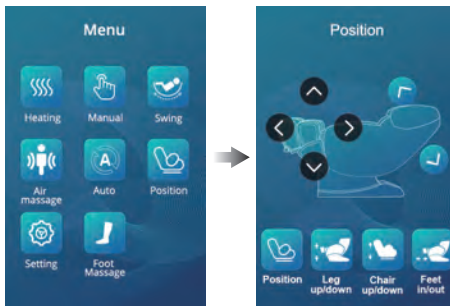 Menu
Heating
Manual
Swing
Air
massage
A
Auto
Position
Setting
Foot
Massage
Position
Position
Leg
up/down
Chair
up/down
Feet
in/out